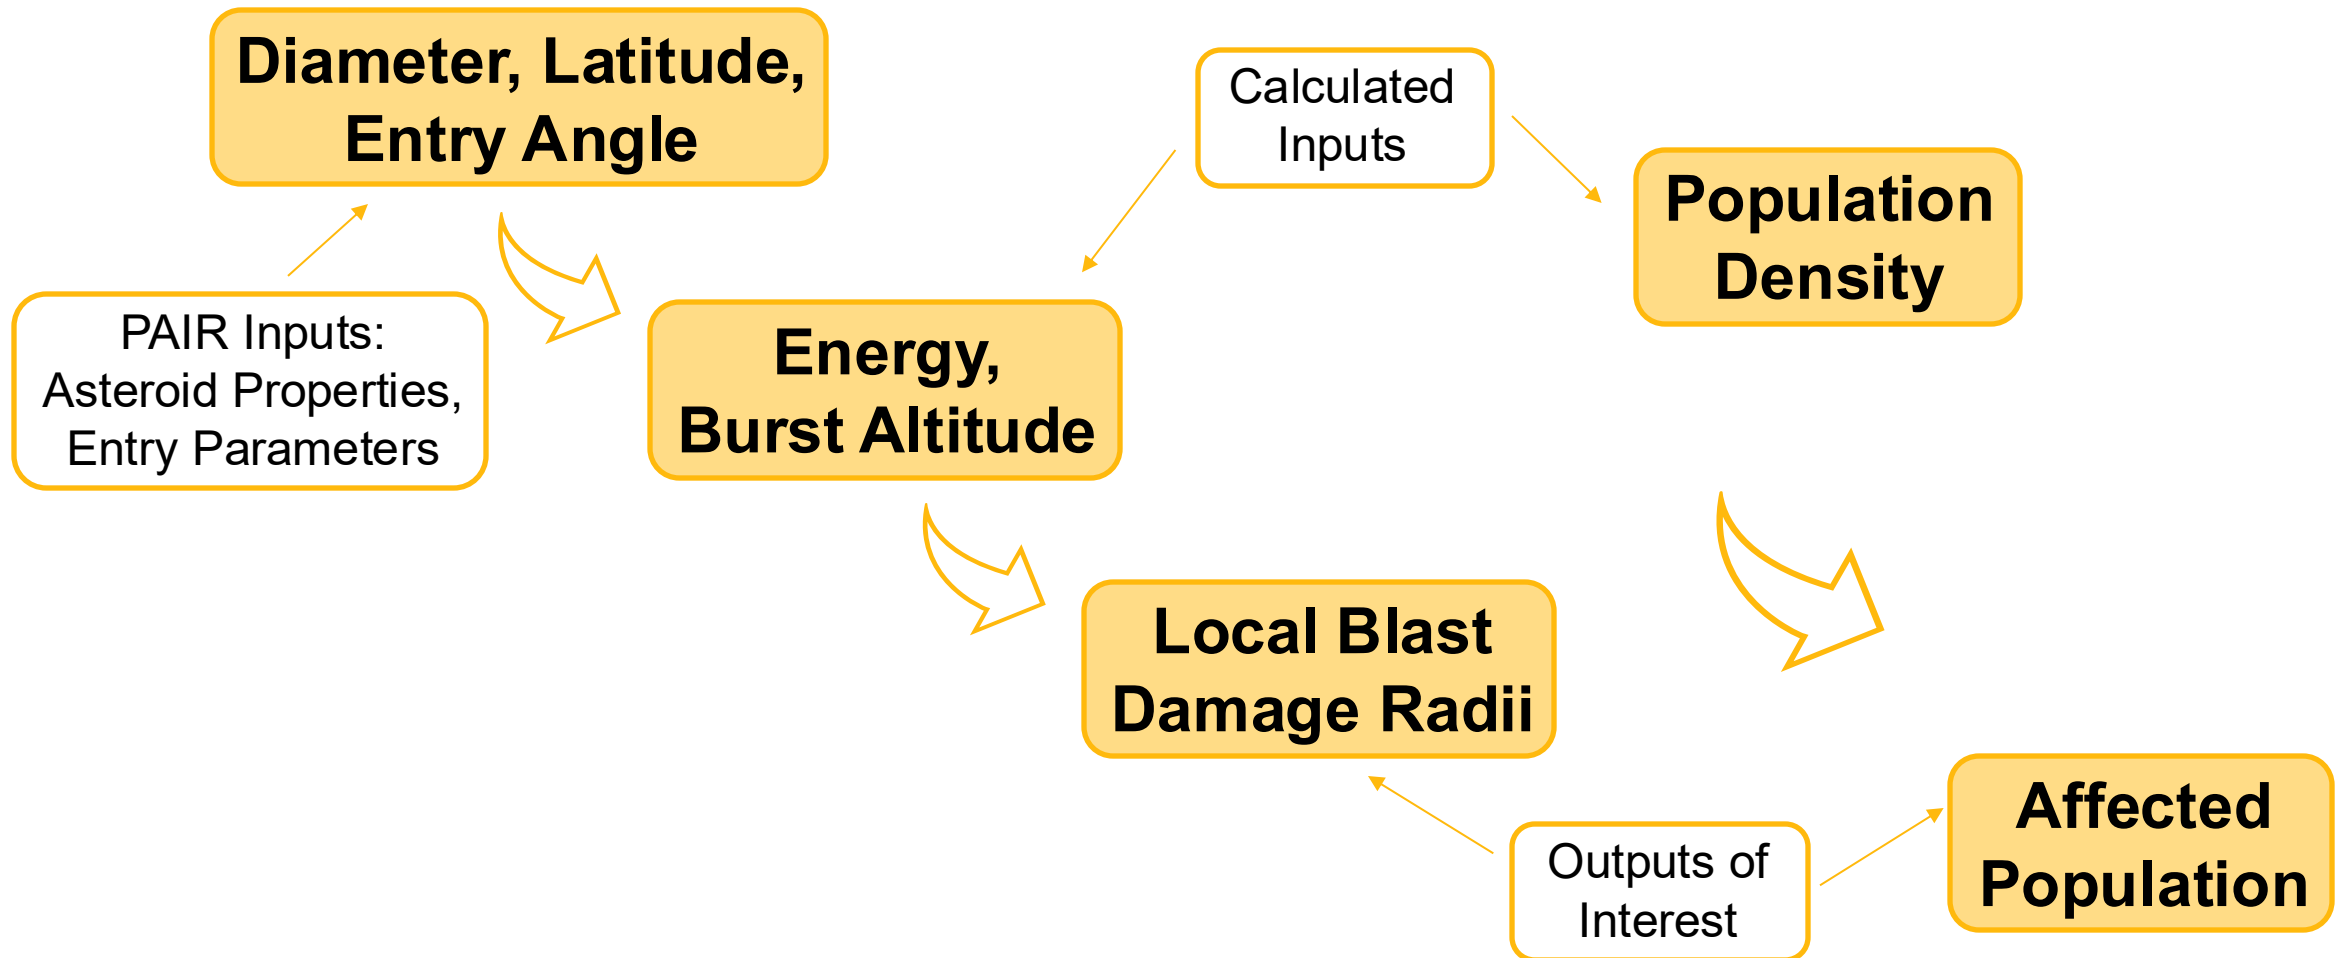 Diameter, Latitude,
Entry Angle
Calculated
Inputs
Population
Density
PAIR Inputs:
Asteroid Properties,
Entry Parameters
Energy,
Burst Altitude
Local Blast
Damage Radii
Affected
Population
Outputs of
Interest